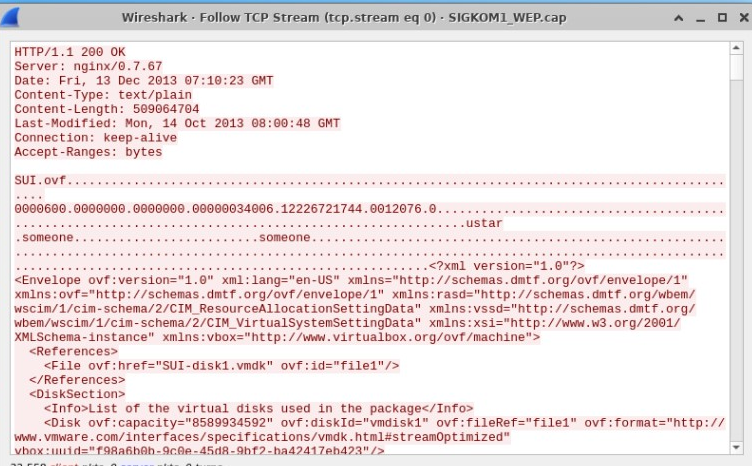 Wireshark · Follow TCP Stream (tcp.stream eq 0) · SIGKOM1_WEP.cap
HTTP/1.1 200 OK
Server: nginx/0.7.67
Date: Fri, 13 Dec 2013 07:10:23 GMT
Content-Type: text/plain
Content-Length: 509064704
Last-Modified: Mon, 14 Oct 2013 08:00:48 GMT
Connection: keep-alive
Accept-Ranges: bytes
SUI.ovf.........................................................................................
....
0000600.0000000.0000000.00000034006.12226721744.0012076.0.......................................
.............................................................ustar
.someone.........................someone........................................................
................................................................................................
........................................................<?xml version="1.0"?>
<Envelope ovf:version="1.0" xml:lang="en-US" xmlns="http://schemas.dmtf.org/ovf/envelope/1"
xmlns:ovf="http://schemas.dmtf.org/ovf/envelope/1" xmlns:rasd="http://schemas.dmtf.org/wbem/
wscim/1/cim-schema/2/CIM_ResourceAllocationSettingData" xmlns:vssd="http://schemas.dmtf.org/
wbem/wscim/1/cim-schema/2/CIM_VirtualSystemSettingData" xmlns:xsi="http://www.w3.org/2001/
XMLSchema-instance" xmlns:vbox="http://www.virtualbox.org/ovf/machine">
<References>
<File ovf:href="SUI-disk1.vmdk" ovf:id="file1"/>
</References>
<DiskSection>
<Info>List of the virtual disks used in the package</Info>
<Disk ovf:capacity="8589934592" ovf:diskId="vmdisk1" ovf:fileRef="file1" ovf:format="http://
www.vmware.com/interfaces/specifications/vmdk.html#streamOptimized"
vbox:uuid="f98a6b0b-9c0e-45d8-9bf2-ba42417eb423"/>